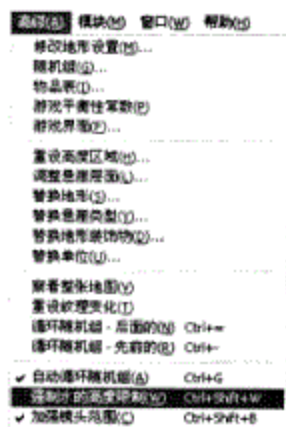 高级(A) 模块(M) 窗口(W) 帮助(H)
修改地形设置(M)...
随机组(G)...
物品表(I)...
游戏平衡性常数(P)
游戏界面(F)...
重设高度区域(H)...
调整悬崖层面(L)...
替换地形(S)...
替换悬崖类型(Y)...
替换地形装饰物(D)...
替换单位(U)...
察看整张地图(V)
重设纹理变化(T)
循环随机组 - 后面的(N) Ctrl+=
循环随机组 - 先前的(R) Ctrl+-
✓ 自动循环随机组(A) Ctrl+G
强制水的高度限制(W) Ctrl+Shift+W
✓ 加强镜头范围(C) Ctrl+Shift+B